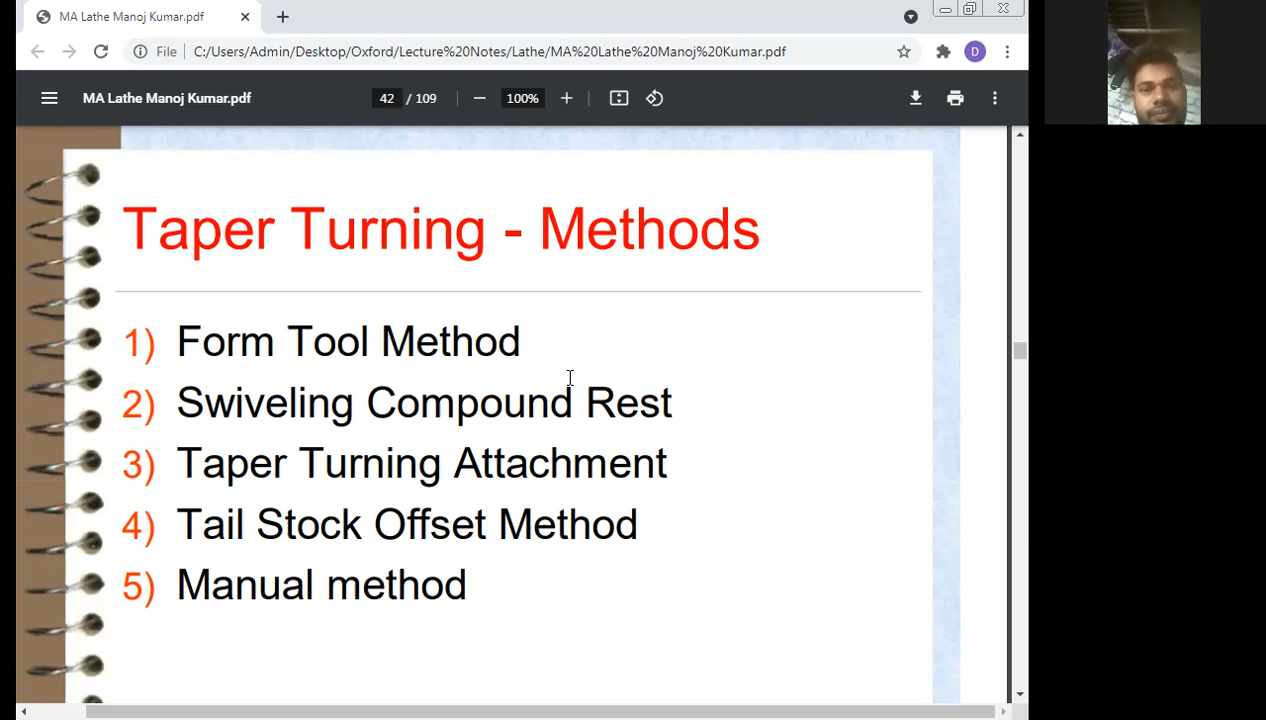 MA Lathe Manoj Kumar.pdf
File C:/Users/Admin/Desktop/Oxford/Lecture%20Notes/Lathe/MA%20Lathe%20Manoj%20Kumar.pdf
D
MA Lathe Manoj Kumar.pdf 42 / 109 100%
Taper Turning - Methods
1) Form Tool Method
2) Swiveling Compound Rest
3) Taper Turning Attachment
4) Tail Stock Offset Method
5) Manual method